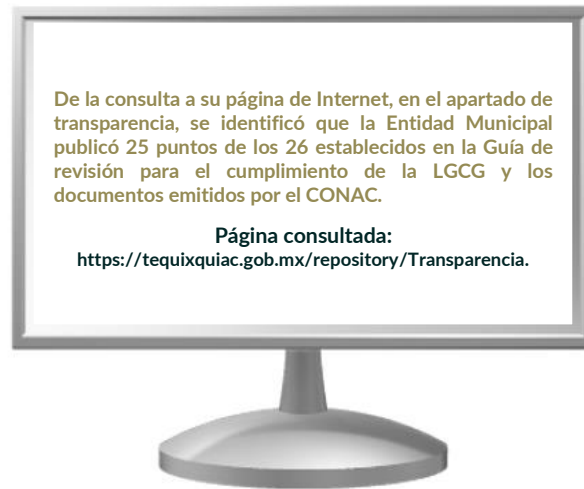 De la consulta a su página de Internet, en el apartado de
transparencia, se identificó que la Entidad Municipal
publicó 25 puntos de los 26 establecidos en la Guía de
revisión para el cumplimiento de la LGCG y los
documentos emitidos por el CONAC.
Página consultada:
https://tequixquiac.gob.mx/repository/Transparencia.